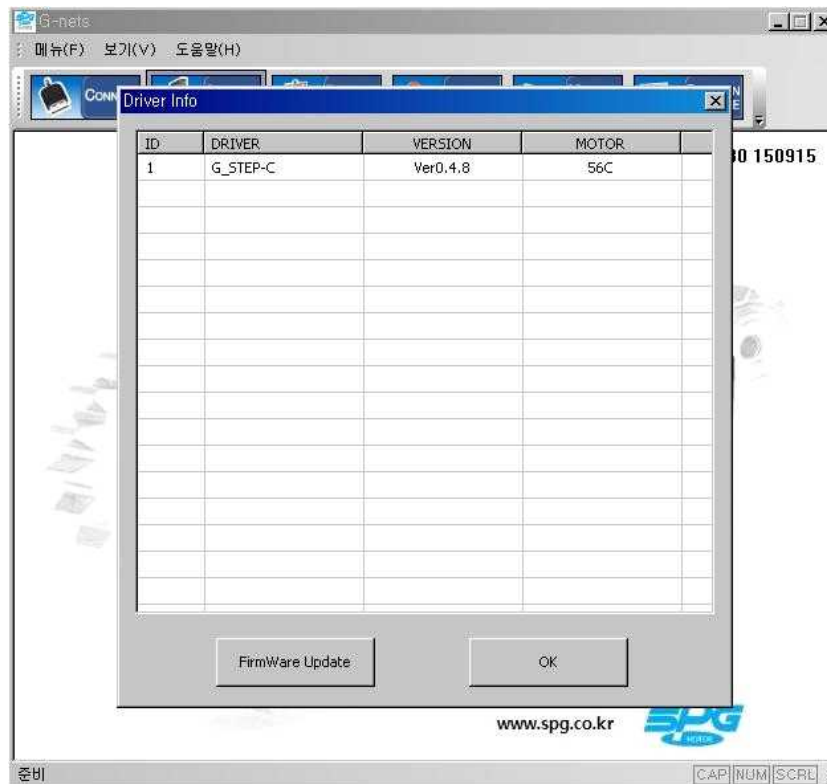 G-nets
메뉴(F) 보기(V) 도움말(H)
Driver Info
ID DRIVER VERSION MOTOR
1 G_STEP-C Ver0.4.8 56C
150915
FirmWare Update OK
www.spg.co.kr SPG
MOTOR
준비 CAP NUM SCRL